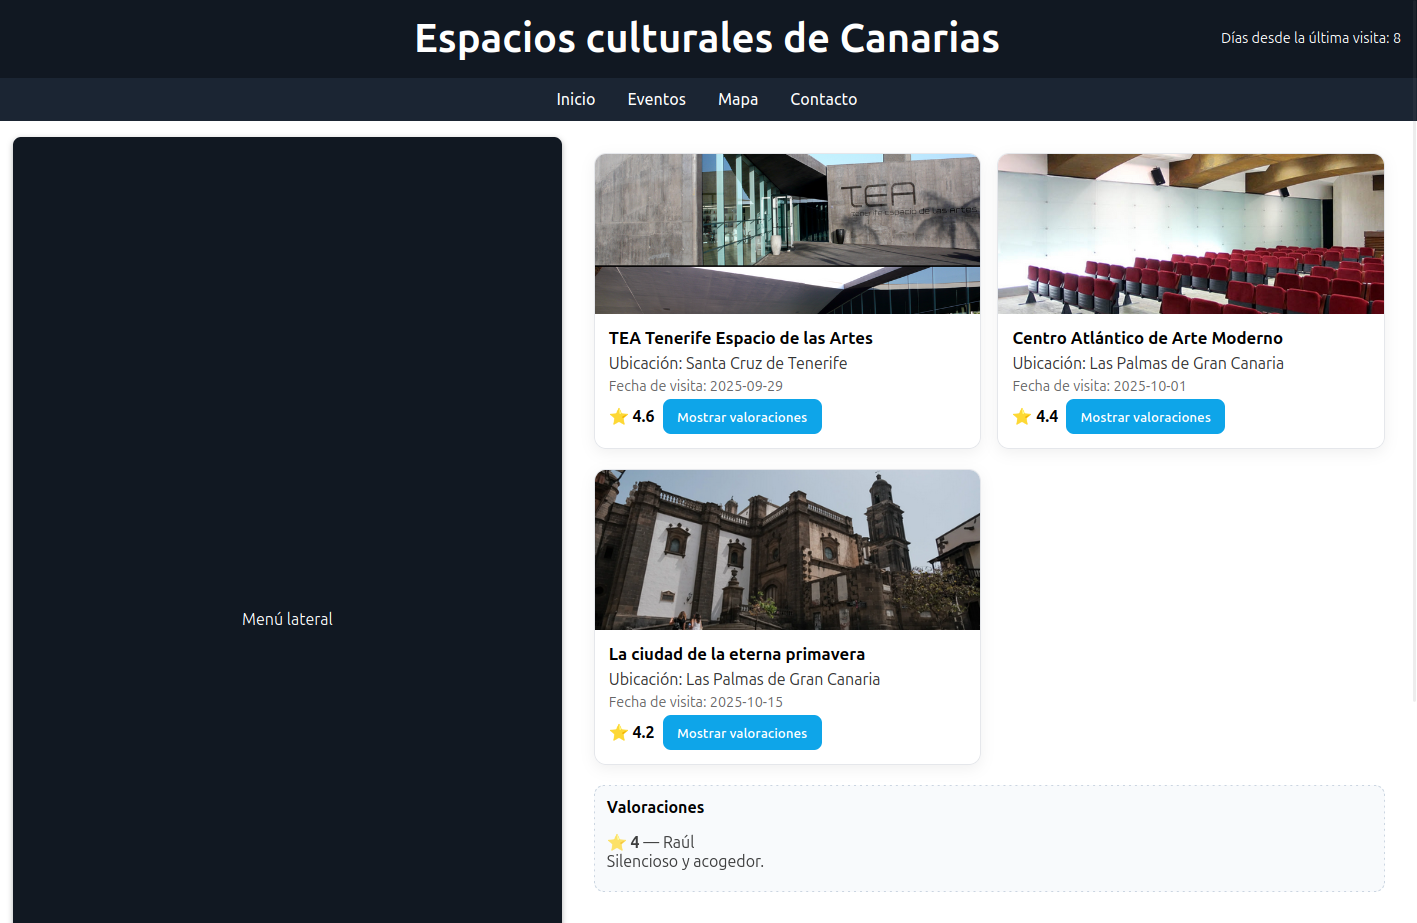 Espacios culturales de Canarias
Días desde la última visita: 8
Inicio
Eventos
Mapa
Contacto
Menú lateral
TEA
tenerife espacio de las artes
TEA Tenerife Espacio de las Artes
Ubicación: Santa Cruz de Tenerife
Fecha de visita: 2025-09-29
⭐ 4.6
Mostrar valoraciones
Centro Atlántico de Arte Moderno
Ubicación: Las Palmas de Gran Canaria
Fecha de visita: 2025-10-01
⭐ 4.4
Mostrar valoraciones
La ciudad de la eterna primavera
Ubicación: Las Palmas de Gran Canaria
Fecha de visita: 2025-10-15
⭐ 4.2
Mostrar valoraciones
Valoraciones
⭐ 4 — Raúl
Silencioso y acogedor.